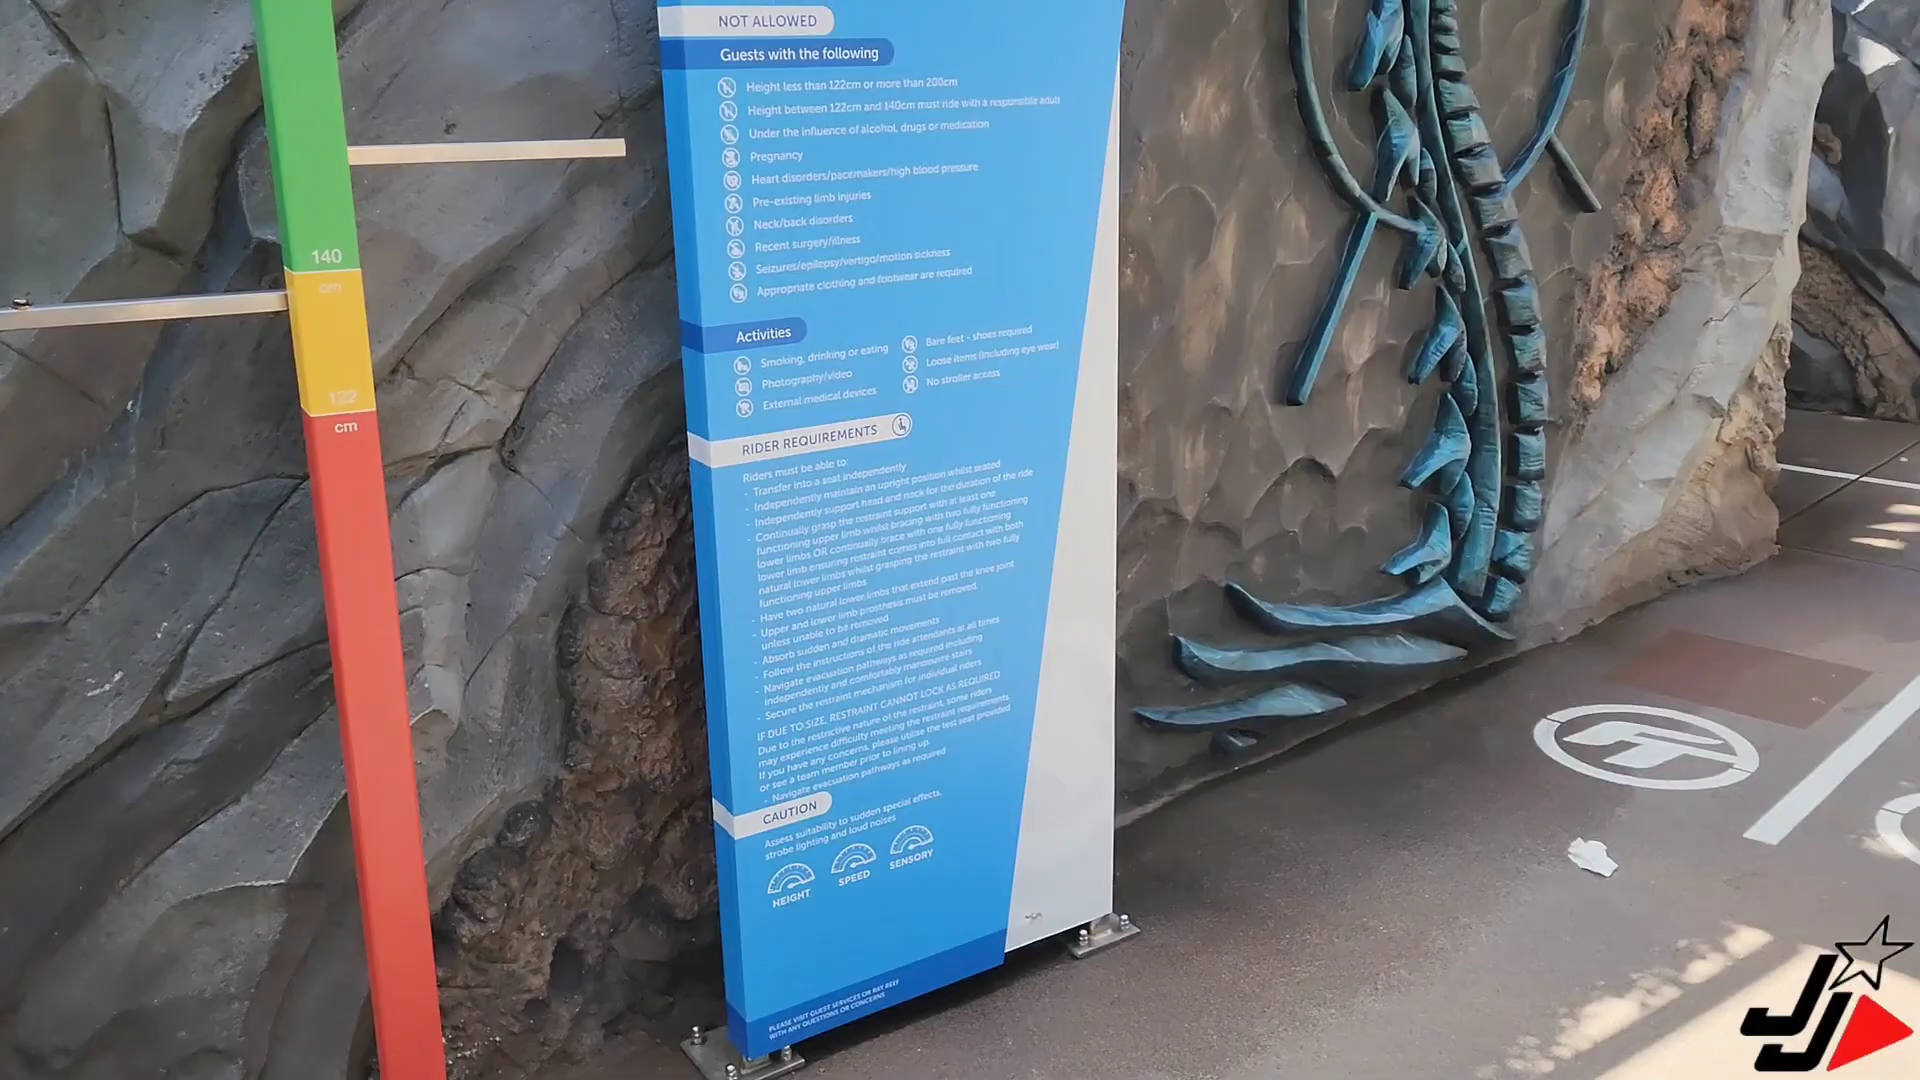 NOT ALLOWED
Guests with the following
Height less than 122cm or more than 200cm
Height between 122cm and 140cm must ride with a responsible adult
Under the influence of alcohol, drugs or medication
Pregnancy
Heart disorders/pacemakers/high blood pressure
Pre-existing limb injuries
Neck/back disorders
Recent surgery/illness
Seizures/epilepsy/vertigo/motion sickness
Appropriate clothing and footwear are required
Activities
Smoking, drinking or eating
Photography/video
External medical devices
Bare feet - shoes required
Loose items (including eye wear)
No stroller access
RIDER REQUIREMENTS
Riders must be able to:
- Transfer into a seat independently
- Independently maintain an upright position whilst seated
- Independently support head and neck for the duration of the ride
- Continually grasp the restraint support with at least one
functioning upper limb whilst bracing with two fully functioning
lower limbs OR continually brace with one fully functioning
lower limb ensuring restraint comes into full contact with both
natural lower limbs whilst grasping the restraint with two fully
functioning upper limbs
- Have two natural lower limbs that extend past the knee joint
- Upper and lower limb prosthesis must be removed,
unless unable to be removed
- Absorb sudden and dramatic movements
- Follow the instructions of the ride attendants at all times
- Navigate evacuation pathways as required including
independently and comfortably manoeuvre stairs
- Secure the restraint mechanism for individual riders
IF DUE TO SIZE, RESTRAINT CANNOT LOCK AS REQUIRED
Due to the restrictive nature of the restraint, some riders
may experience difficulty meeting the restraint requirements.
If you have any concerns, please utilise the test seat provided
or see a team member prior to lining up.
- Navigate evacuation pathways as required
CAUTION
Assess suitability to sudden special effects,
strobe lighting and loud noises
HEIGHT
SPEED
SENSORY
PLEASE VISIT GUEST SERVICES OR RAY REEF
WITH ANY QUESTIONS OR CONCERNS
140
cm
122
cm
FT
JJ